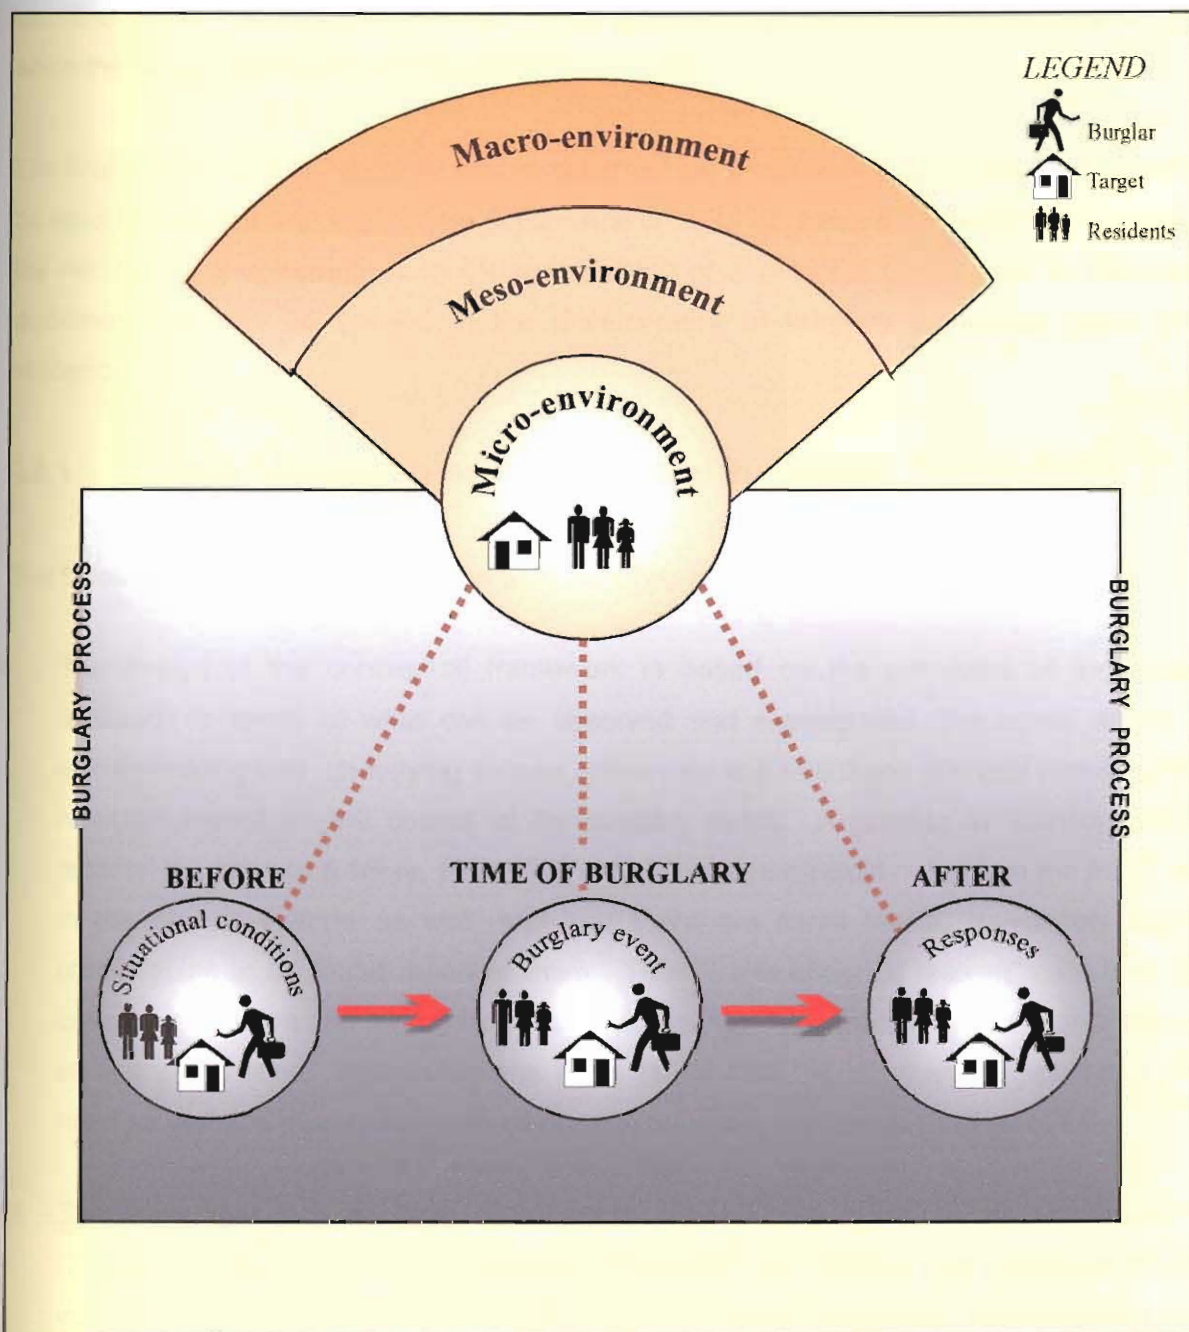 LEGEND
Burglar
Target
Residents
Macro-environment
Meso-environment
Micro-environment
BURGLARY PROCESS
BURGLARY PROCESS
BEFORE
TIME OF BURGLARY
AFTER
Situational conditions
Burglary event
Responses